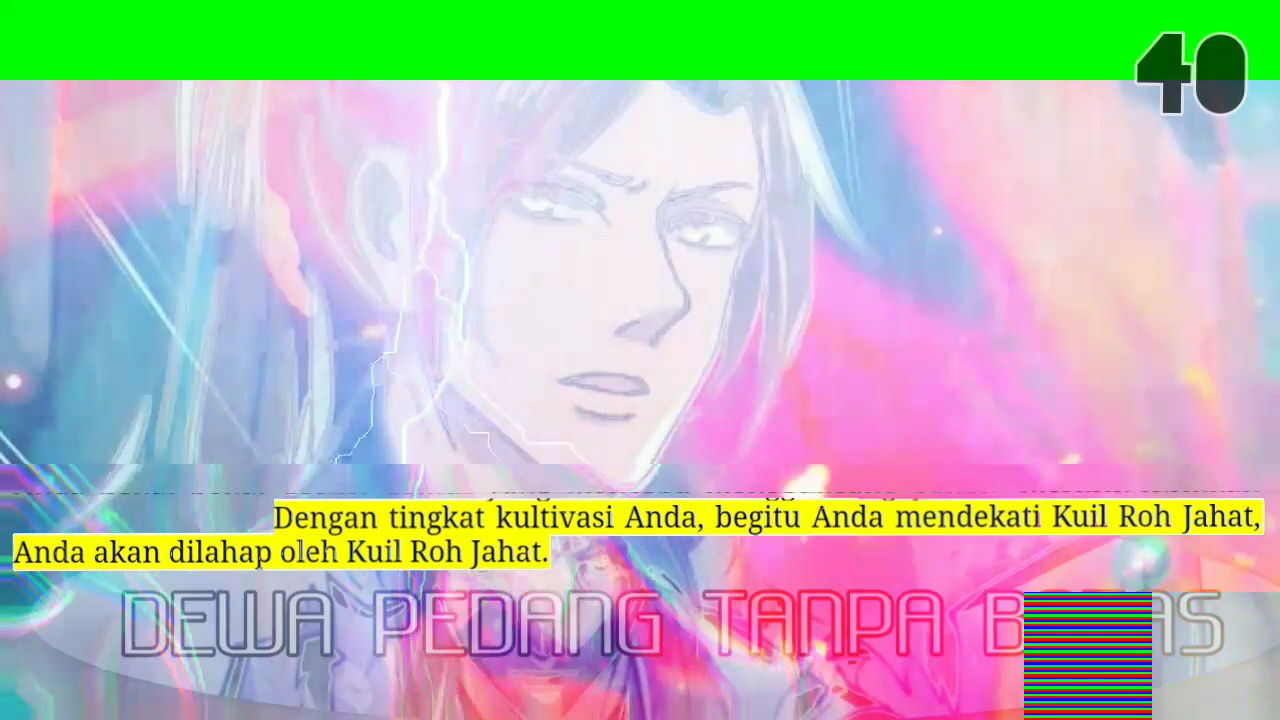 40
Dengan tingkat kultivasi Anda, begitu Anda mendekati Kuil Roh Jahat,
Anda akan dilahap oleh Kuil Roh Jahat.
DEWA PEDANG TANPA